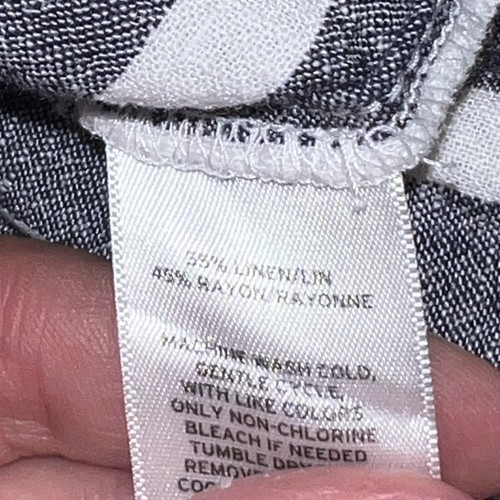 55% LINEN/LIN
45% RAYON/RAYONNE
MACHINE WASH COLD,
GENTLE CYCLE,
WITH LIKE COLORS
ONLY NON-CHLORINE
BLEACH IF NEEDED
TUMBLE DRY
REMOVE